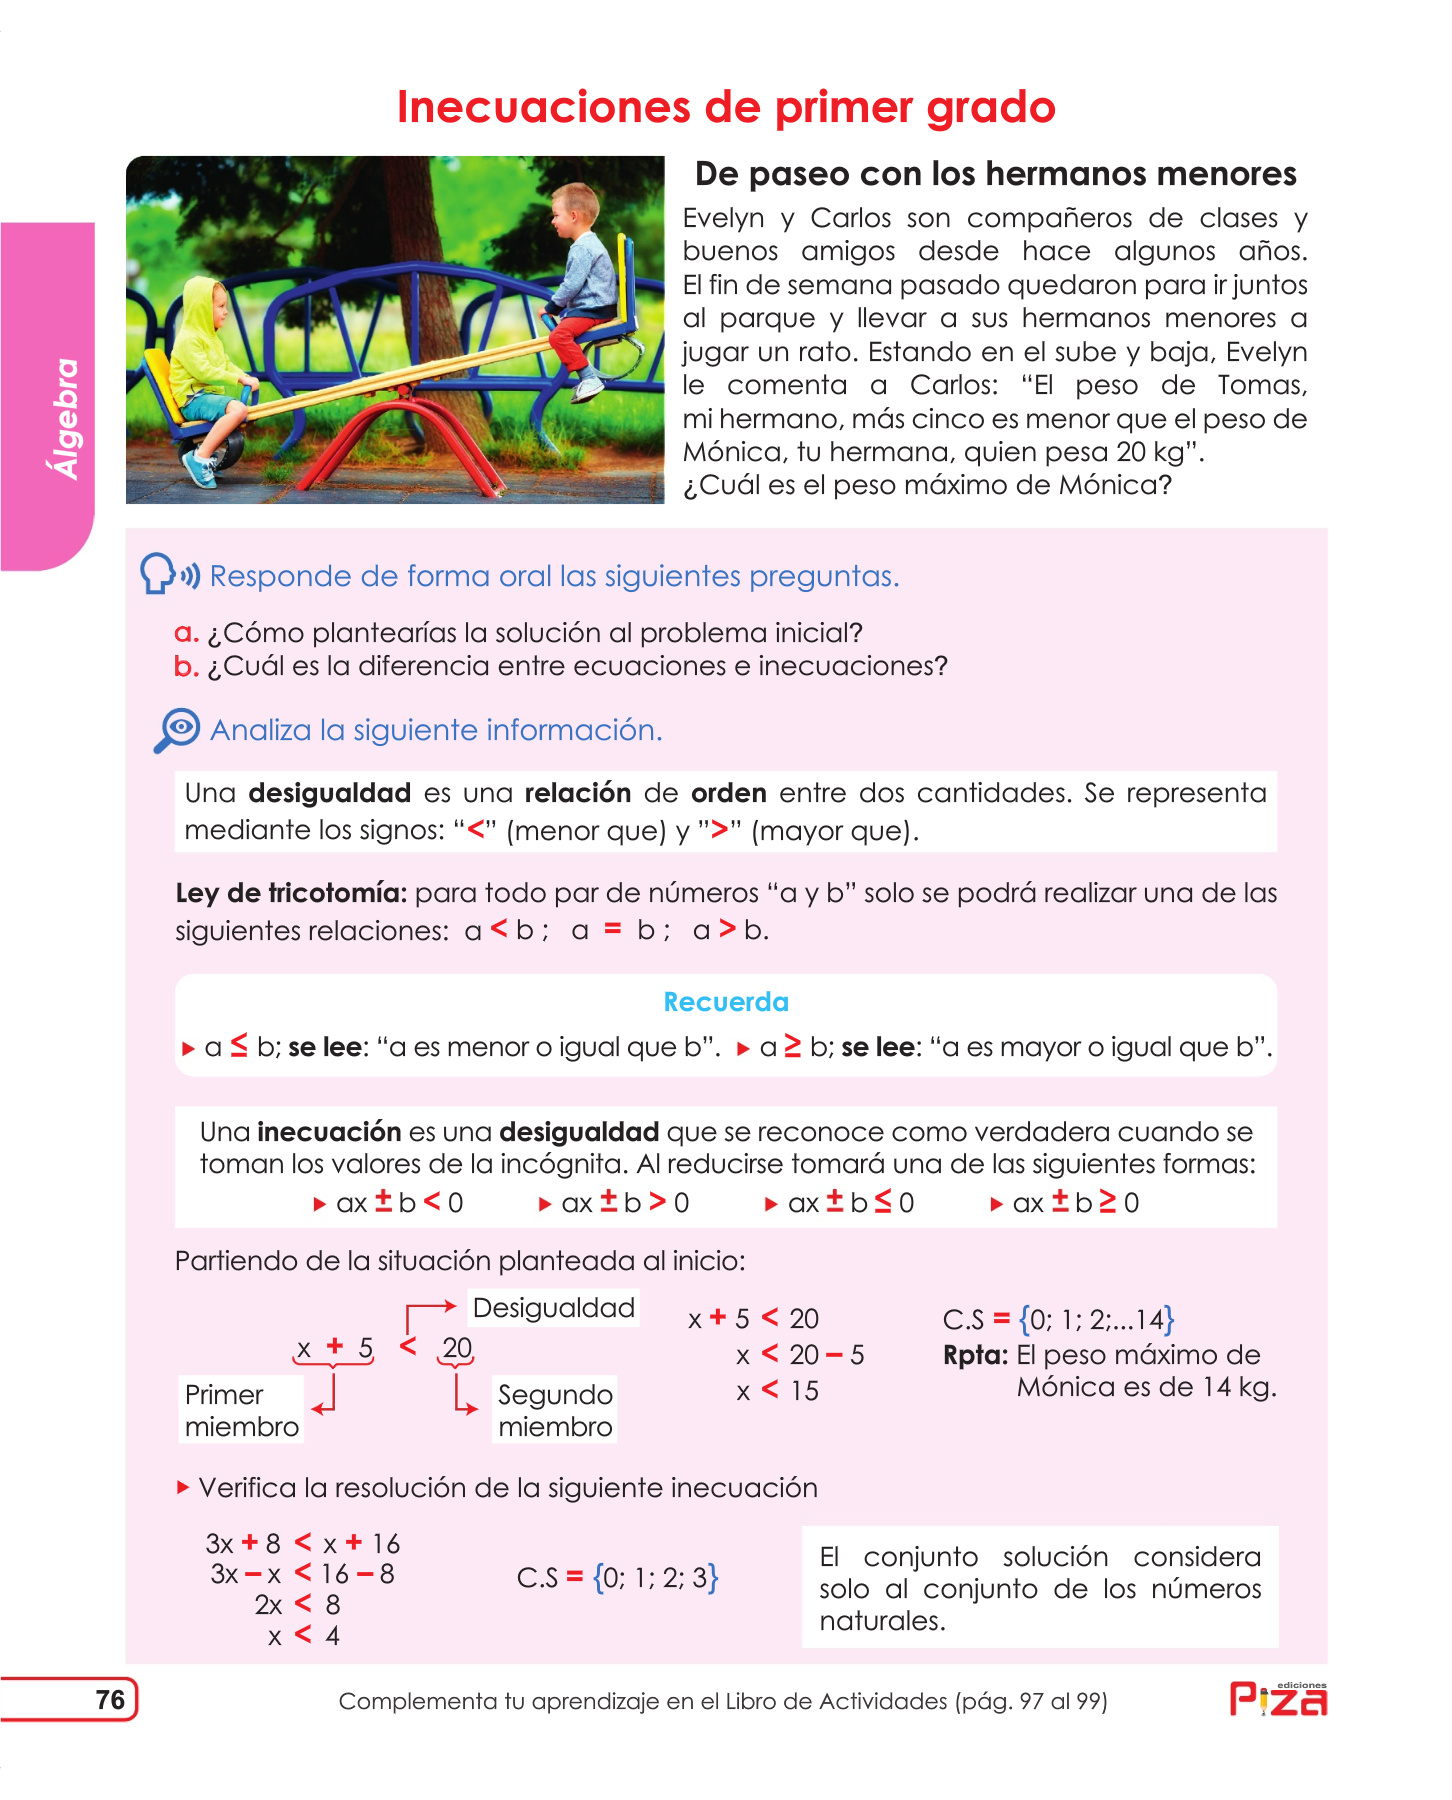 Inecuaciones de primer grado
De paseo con los hermanos menores
Evelyn y Carlos son compañeros de clases y
buenos amigos desde hace algunos años.
El fin de semana pasado quedaron para ir juntos
al parque y llevar a sus hermanos menores a
jugar un rato. Estando en el sube y baja, Evelyn
le comenta a Carlos: “El peso de Tomas,
mi hermano, más cinco es menor que el peso de
Mónica, tu hermana, quien pesa 20 kg”.
¿Cuál es el peso máximo de Mónica?
Álgebra
Responde de forma oral las siguientes preguntas.
a. ¿Cómo plantearías la solución al problema inicial?
b. ¿Cuál es la diferencia entre ecuaciones e inecuaciones?
Analiza la siguiente información.
Una desigualdad es una relación de orden entre dos cantidades. Se representa
mediante los signos: “<” (menor que) y ”>” (mayor que).
Ley de tricotomía: para todo par de números “a y b” solo se podrá realizar una de las
siguientes relaciones: a < b ; a = b ; a > b.
Recuerda
a ≤ b; se lee: “a es menor o igual que b”. a ≥ b; se lee: “a es mayor o igual que b”.
Una inecuación es una desigualdad que se reconoce como verdadera cuando se
toman los valores de la incógnita. Al reducirse tomará una de las siguientes formas:
ax ± b < 0 ax ± b > 0 ax ± b ≤ 0 ax ± b ≥ 0
Partiendo de la situación planteada al inicio:
Desigualdad
x + 5 < 20
Primer
miembro
Segundo
miembro
x + 5 < 20
x < 20 − 5
x < 15
C.S = {0; 1; 2;...14}
Rpta: El peso máximo de
Mónica es de 14 kg.
Verifica la resolución de la siguiente inecuación
3x + 8 < x + 16
3x − x < 16 − 8
2x < 8
x < 4
C.S = {0; 1; 2; 3}
El conjunto solución considera
solo al conjunto de los números
naturales.
76
Complementa tu aprendizaje en el Libro de Actividades (pág. 97 al 99)
ediciones
Piza